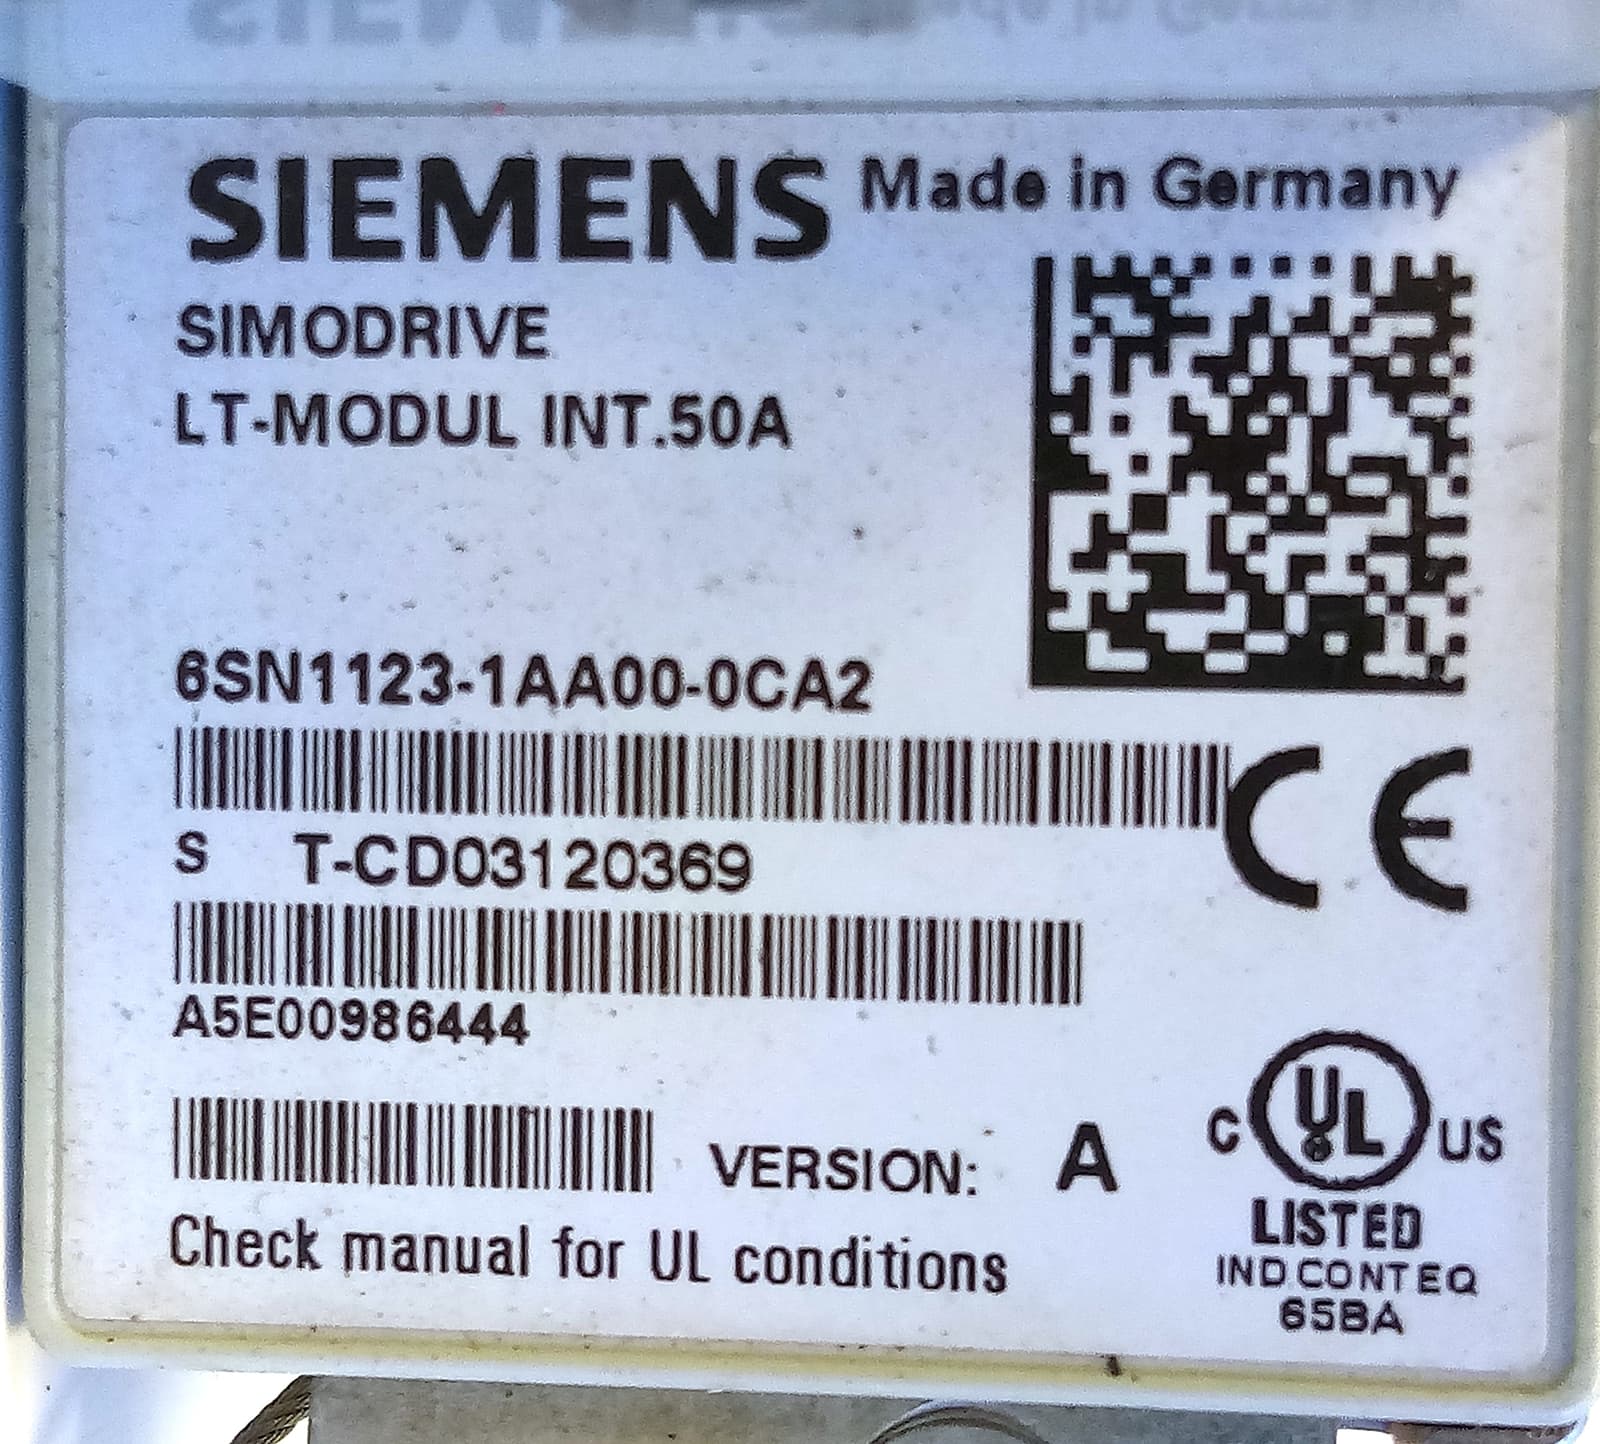 SIEMENS Made in Germany
SIMODRIVE
LT-MODUL INT.50A
6SN1123-1AA00-0CA2
CE
S T-CD03120369
A5E00986444
VERSION: A
C UL US
LISTED
IND CONT EQ
65BA
Check manual for UL conditions